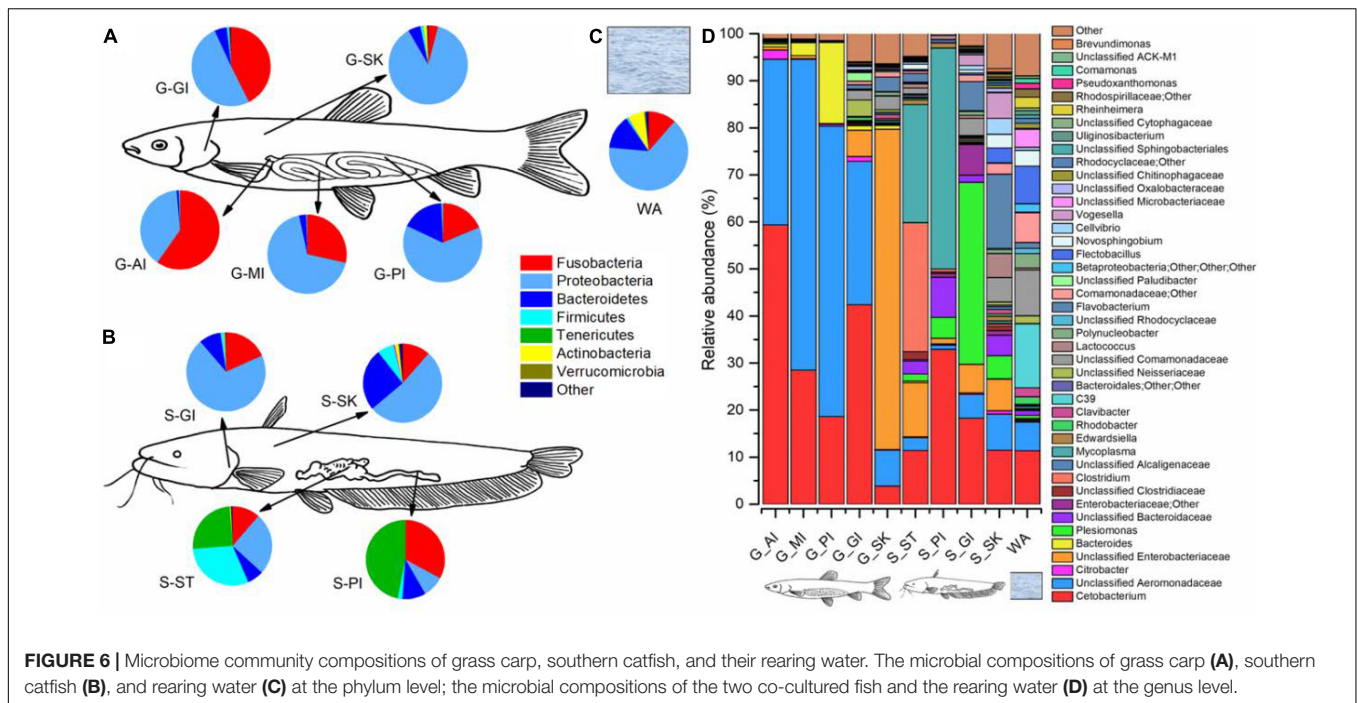 A
G-GI
G-SK
G-AI
G-MI
G-PI
B
S-GI
S-SK
S-ST
S-PI
C
WA
Fusobacteria
Proteobacteria
Bacteroidetes
Firmicutes
Tenericutes
Actinobacteria
Verrucomicrobia
Other
D
Relative abundance (%)
100
90
80
70
60
50
40
30
20
10
0
G_AI
G_MI
G_PI
G_GI
G_SK
S_ST
S_PI
S_GI
S_SK
WA
Other
Brevundimonas
Unclassified ACK-M1
Comamonas
Pseudoxanthomonas
Rhodospirillaceae;Other
Rheinheimera
Unclassified Cytophagaceae
Uliginosibacterium
Unclassified Sphingobacteriales
Rhodocyclaceae;Other
Unclassified Chitinophagaceae
Unclassified Oxalobacteraceae
Unclassified Microbacteriaceae
Vogesella
Cellvibrio
Novosphingobium
Flectobacillus
Betaproteobacteria;Other;Other;Other
Unclassified Paludibacter
Comamonadaceae;Other
Flavobacterium
Unclassified Rhodocyclaceae
Polynucleobacter
Lactococcus
Unclassified Comamonadaceae
Unclassified Neisseriaceae
Bacteroidales;Other;Other
C39
Clavibacter
Rhodobacter
Edwardsiella
Mycoplasma
Unclassified Alcaligenaceae
Clostridium
Unclassified Clostridiaceae
Enterobacteriaceae;Other
Unclassified Bacteroidaceae
Plesiomonas
Bacteroides
Unclassified Enterobacteriaceae
Citrobacter
Unclassified Aeromonadaceae
Cetobacterium
FIGURE 6 | Microbiome community compositions of grass carp, southern catfish, and their rearing water. The microbial compositions of grass carp (A), southern
catfish (B), and rearing water (C) at the phylum level; the microbial compositions of the two co-cultured fish and the rearing water (D) at the genus level.